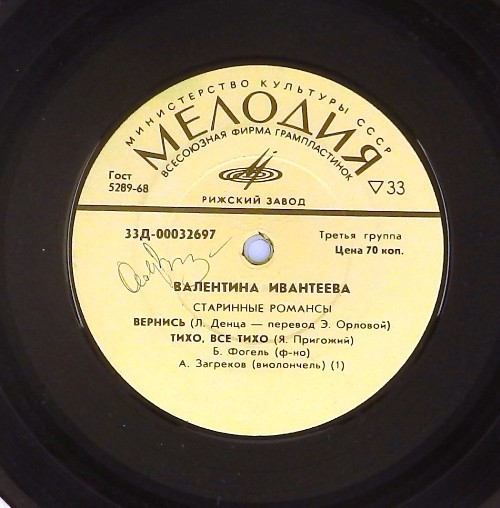 МИНИСТЕРСТВО КУЛЬТУРЫ СССР
МЕЛОДИЯ
ВСЕСОЮЗНАЯ ФИРМА ГРАМПЛАСТИНОК
Гост
5289-68
33
РИЖСКИЙ ЗАВОД
33Д-00032697
Третья группа
Цена 70 коп.
ВАЛЕНТИНА ИВАНТЕЕВА
СТАРИННЫЕ РОМАНСЫ
ВЕРНИСЬ (Л. Денца — перевод Э. Орловой)
ТИХО, ВСЕ ТИХО (Я. Пригожий)
Б. Фогель (ф-но)
А. Загреков (виолончель) (1)